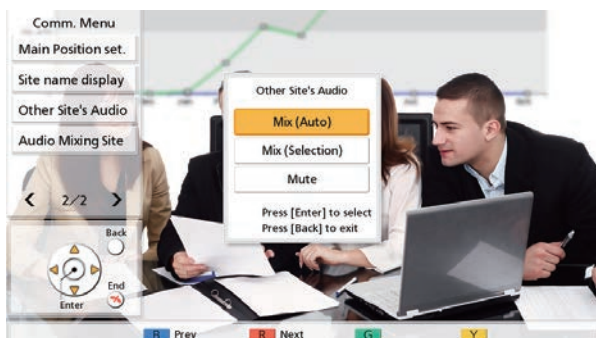 Comm. Menu
Main Position set.
Site name display
Other Site's Audio
Audio Mixing Site
2/2
Back
End
Enter
Other Site's Audio
Mix (Auto)
Mix (Selection)
Mute
Press [Enter] to select
Press [Back] to exit
B Prev R Next G Y